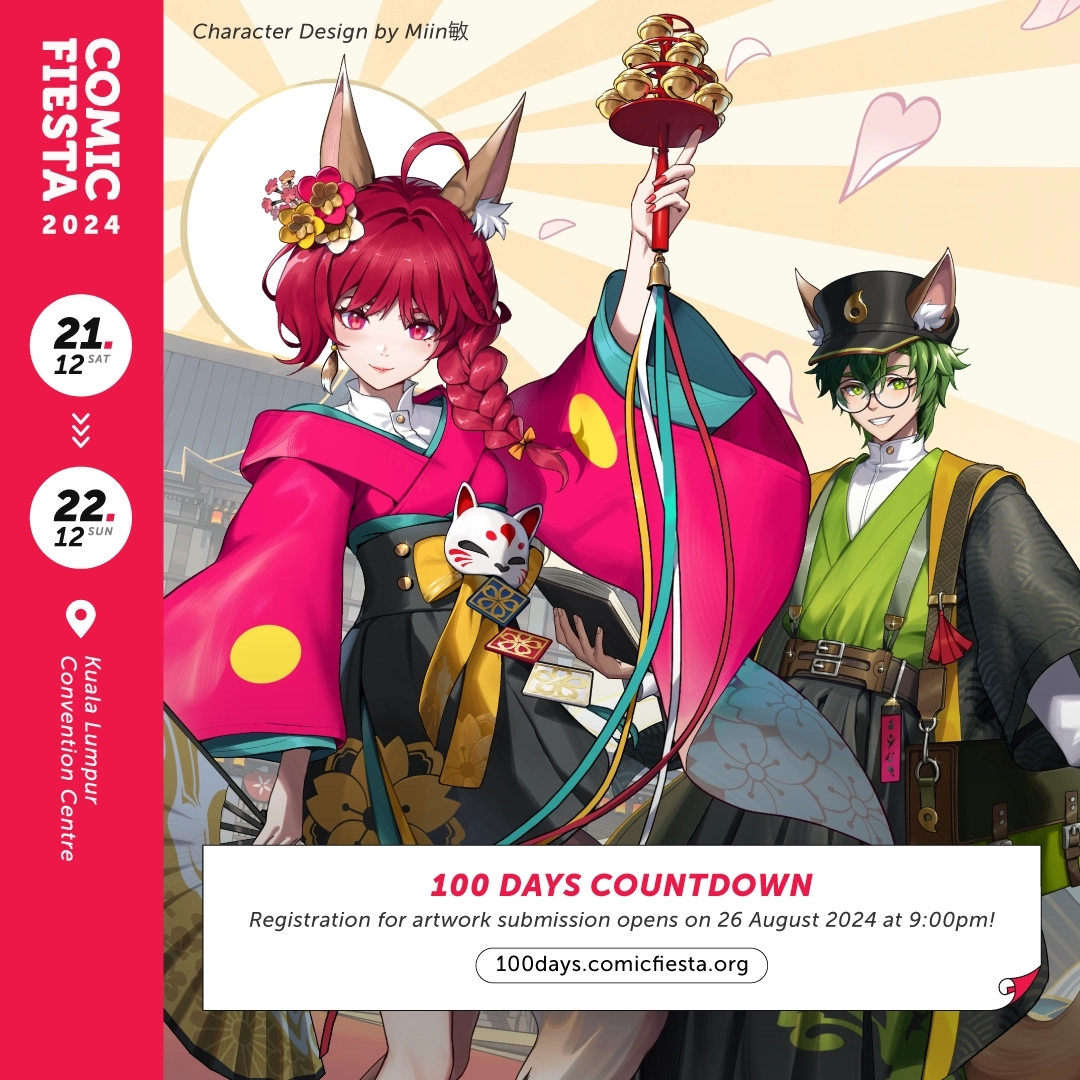 COMIC
FIESTA
2024
21.
12 SAT
22.
12 SUN
Kuala Lumpur
Convention Centre
Character Design by Miin敏
100 DAYS COUNTDOWN
Registration for artwork submission opens on 26 August 2024 at 9:00pm!
100days.comicfiesta.org